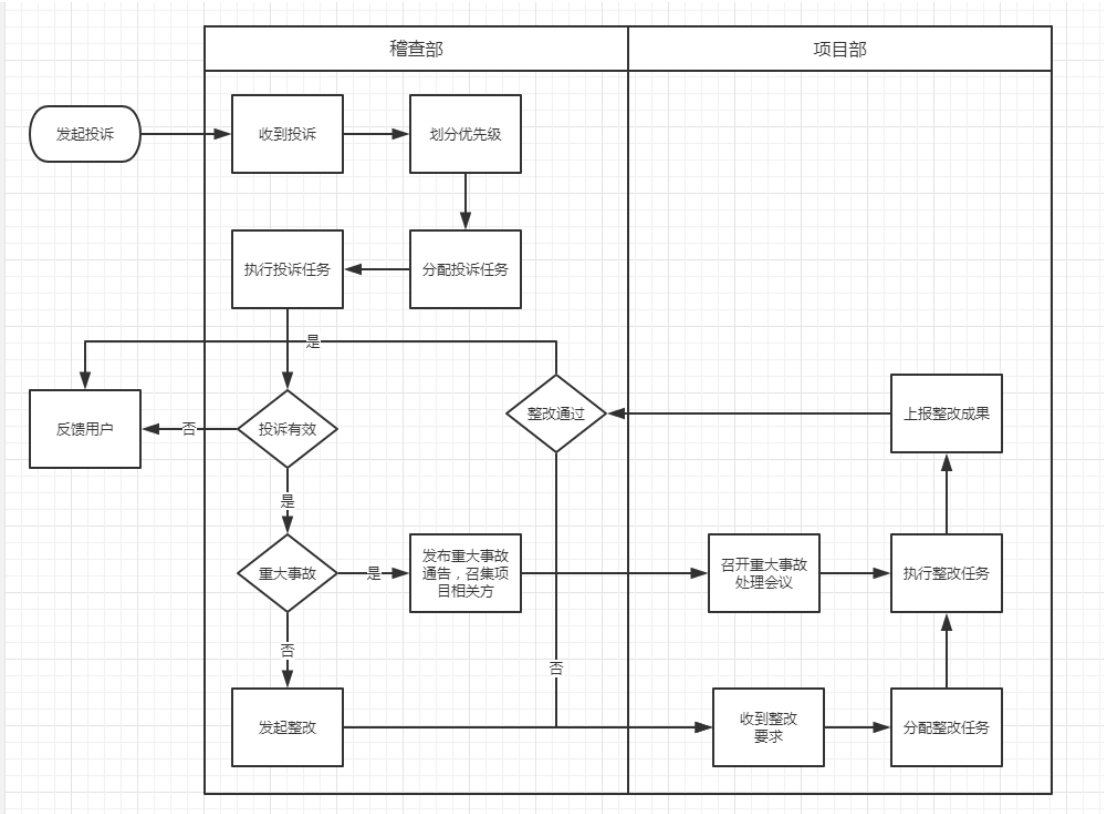 稽查部
项目部
发起投诉
收到投诉
划分优先级
执行投诉任务
分配投诉任务
是
反馈用户
否
投诉有效
整改通过
上报整改成果
是
重大事故
是
发布重大事故
通告，召集项
目相关方
召开重大事故
处理会议
执行整改任务
否
否
发起整改
收到整改
要求
分配整改任务